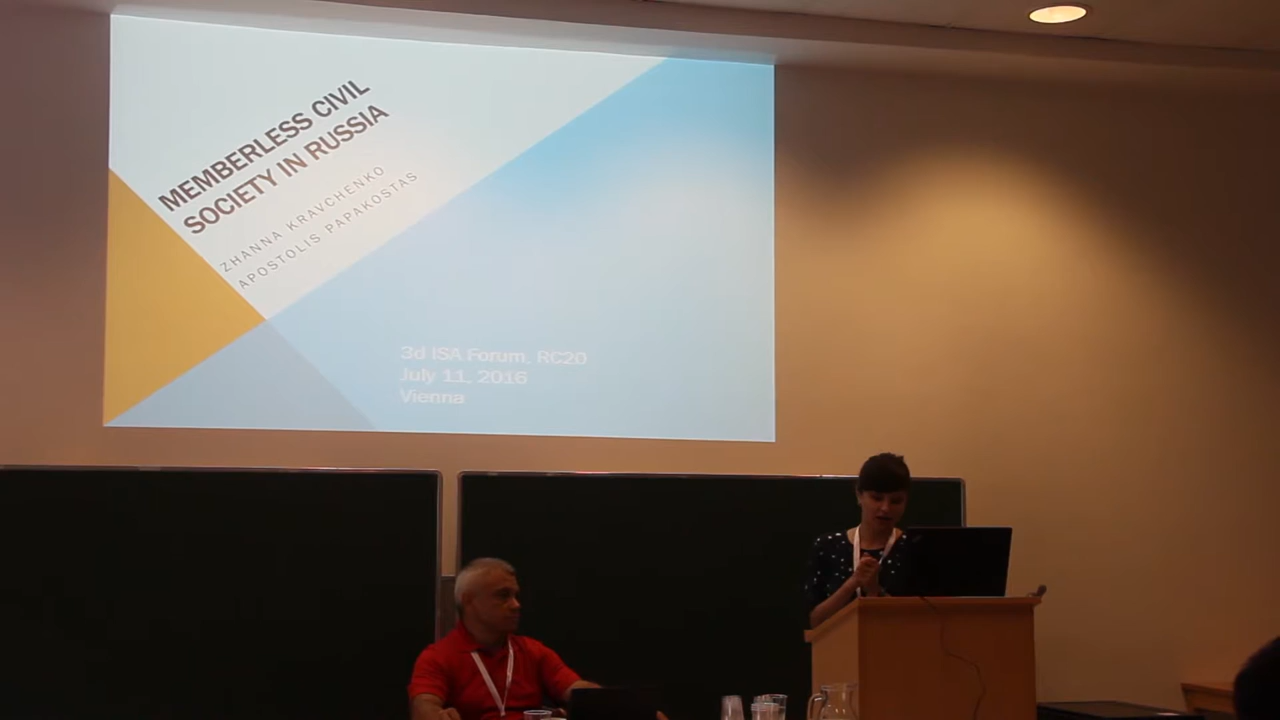 MEMBERLESS CIVIL
SOCIETY IN RUSSIA
ZHANNA KRAVCHENKO
APOSTOLIS PAPAKOSTAS
3d ISA Forum, RC20
July 11, 2016
Vienna